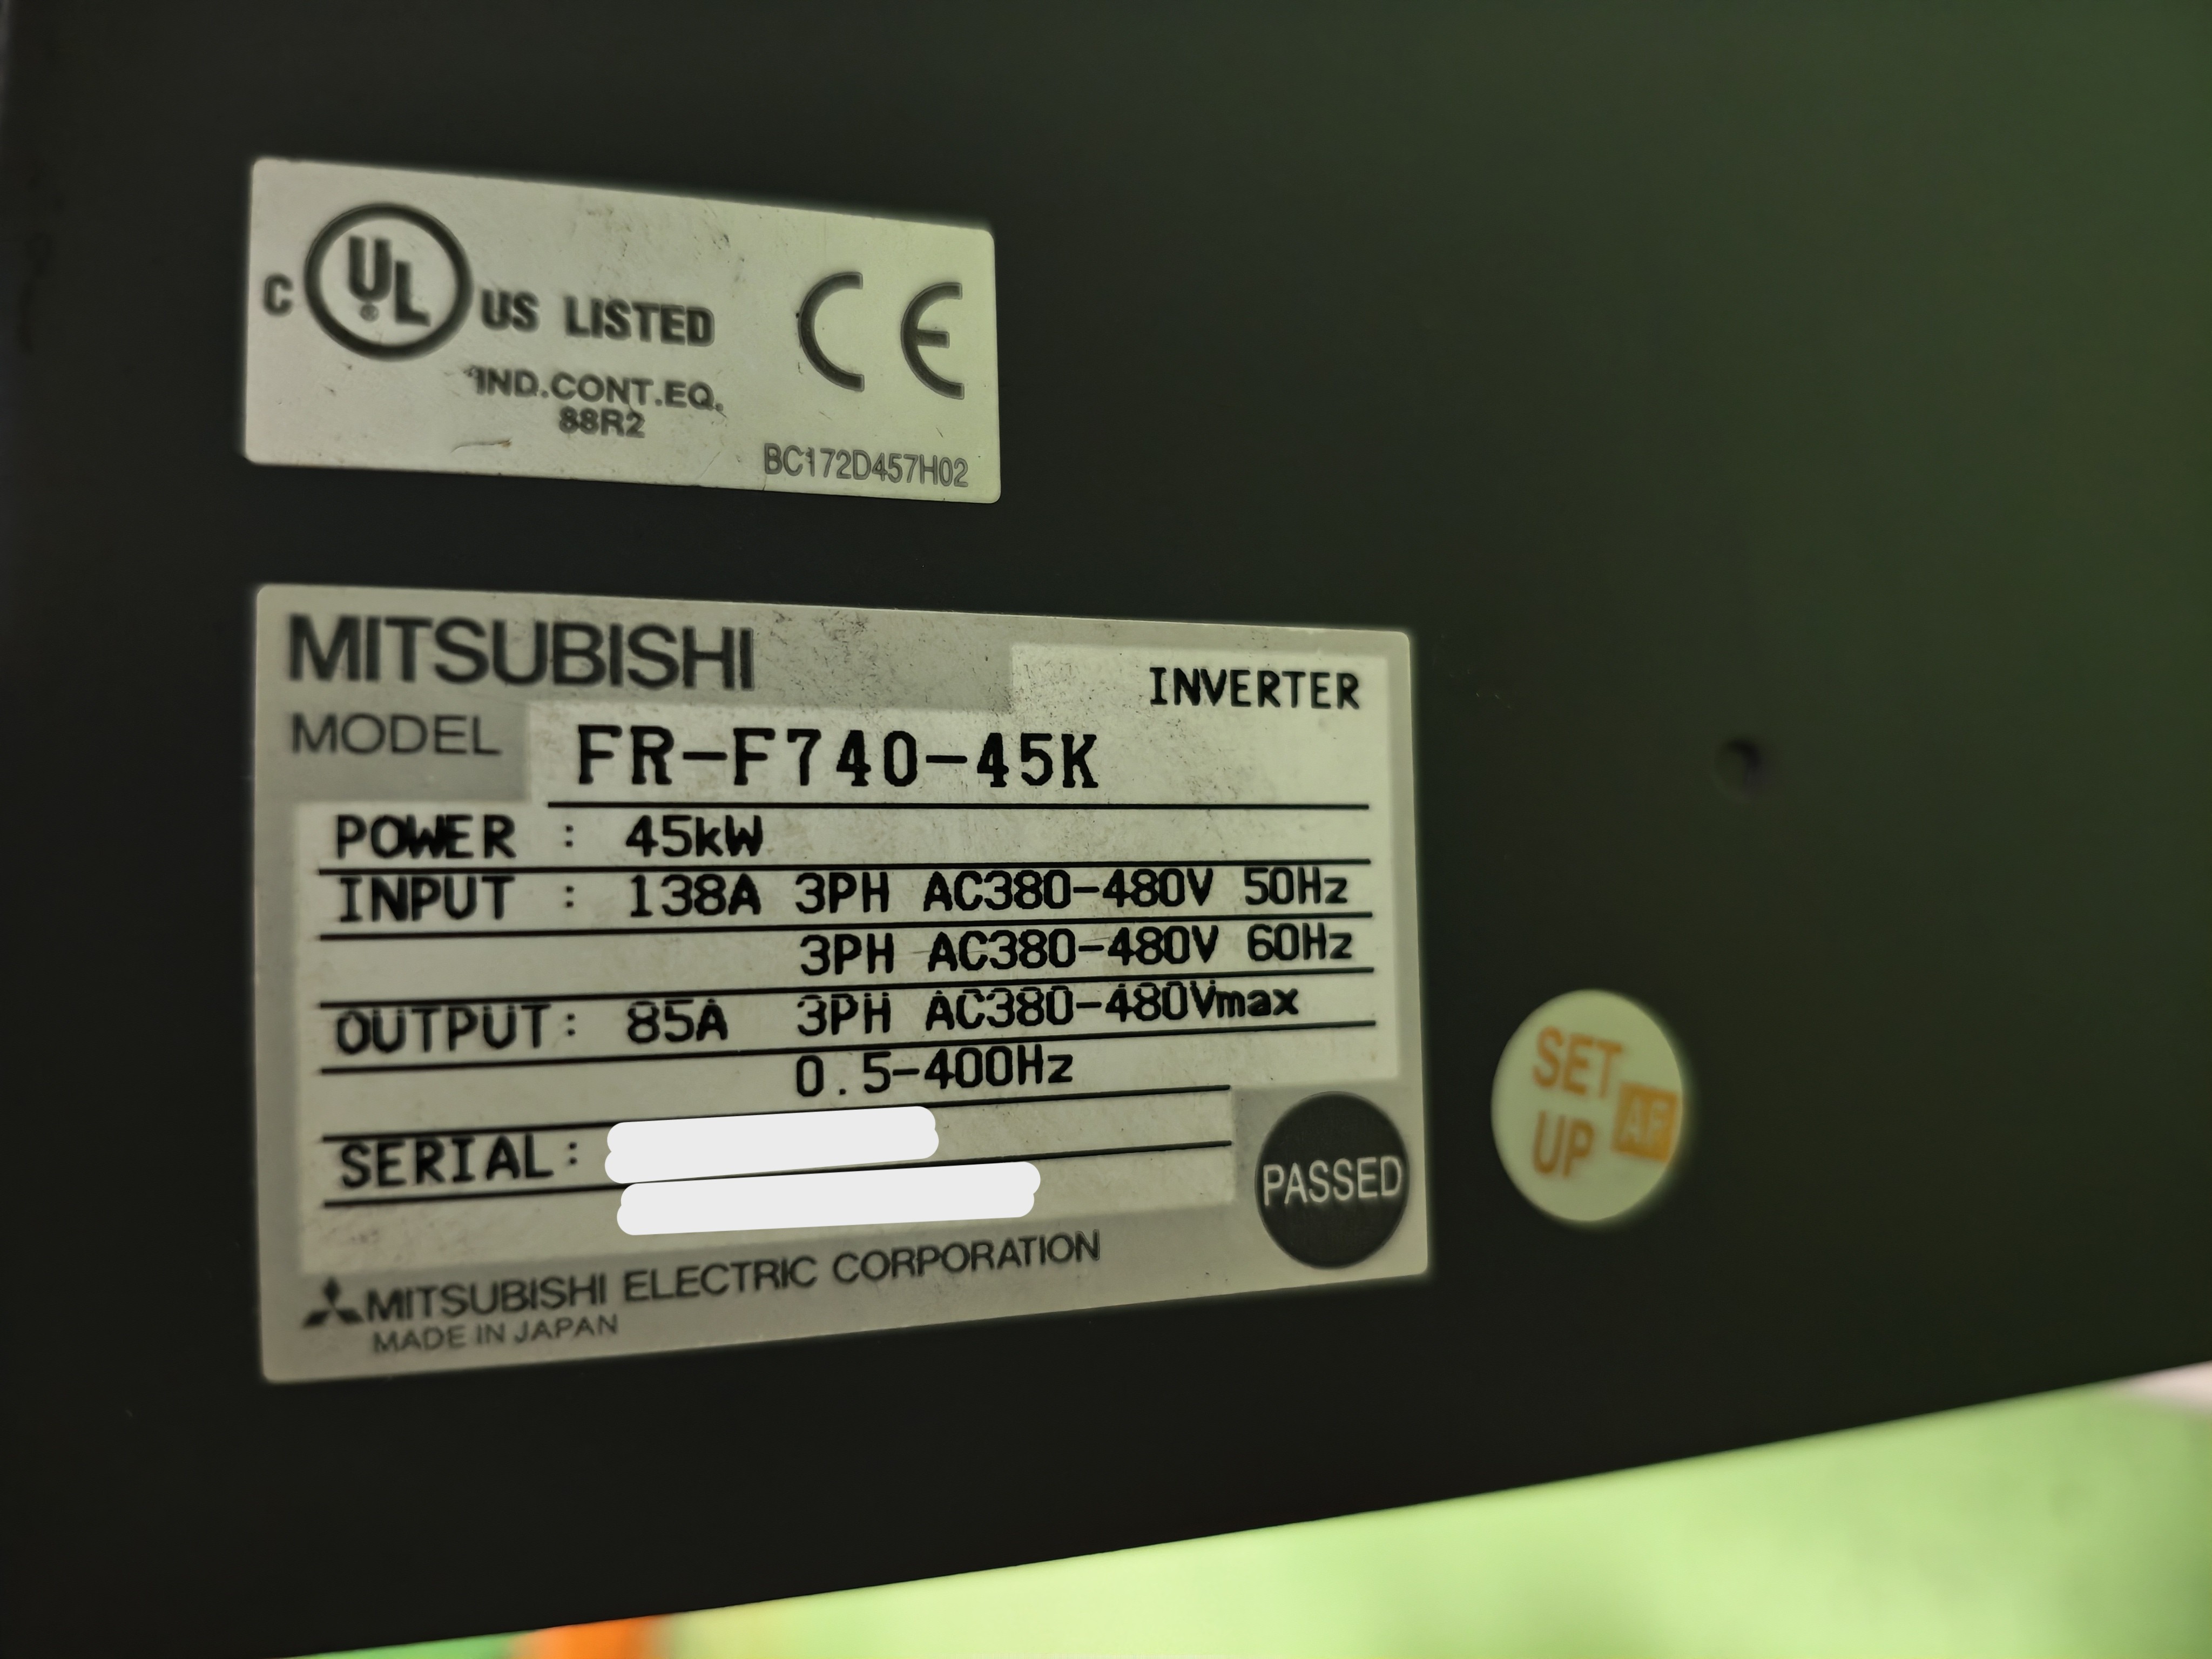 C UL® US LISTED CE
IND.CONT.EQ.
88R2
BC172D457H02
MITSUBISHI
INVERTER
MODEL FR-F740-45K
POWER : 45kW
INPUT : 138A 3PH AC380-480V 50Hz
3PH AC380-480V 60Hz
OUTPUT: 85A 3PH AC380-480Vmax
0.5-400Hz
SERIAL:
PASSED
MITSUBISHI ELECTRIC CORPORATION
MADE IN JAPAN
SET
UP AF